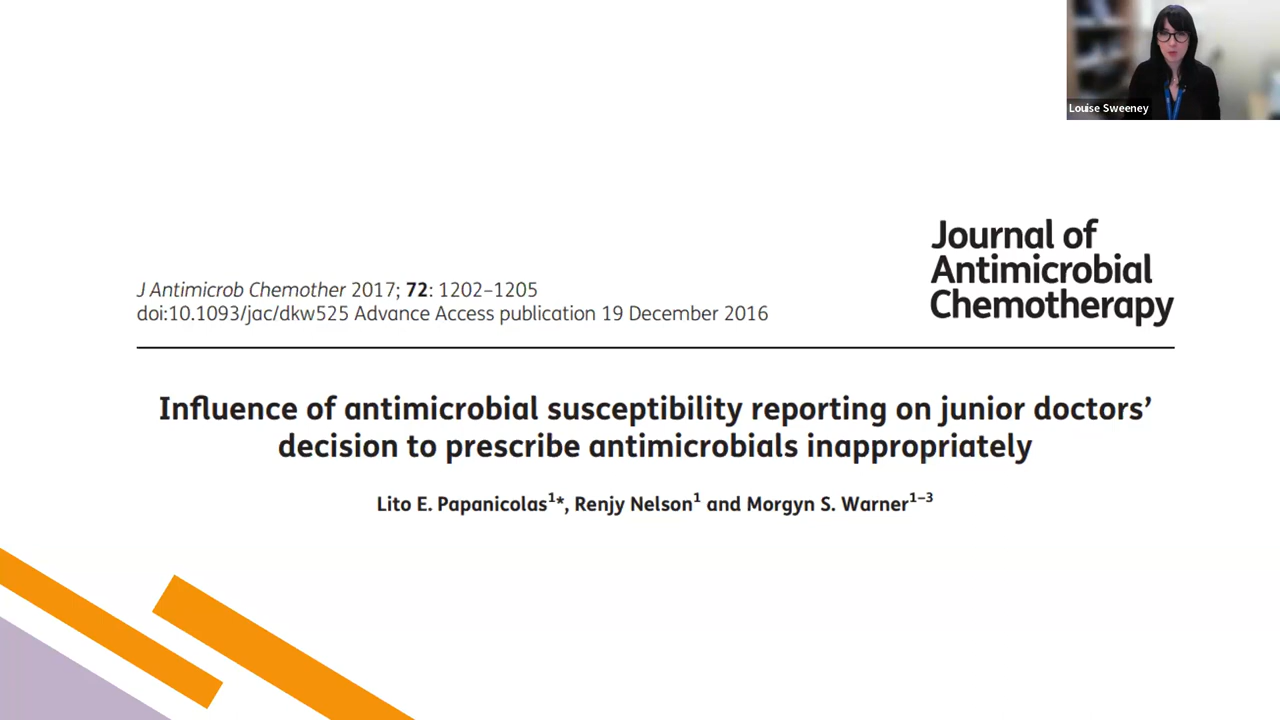 Louise Sweeney
Journal of
Antimicrobial
Chemotherapy
J Antimicrob Chemother 2017; 72: 1202–1205
doi:10.1093/jac/dkw525 Advance Access publication 19 December 2016
Influence of antimicrobial susceptibility reporting on junior doctors’
decision to prescribe antimicrobials inappropriately
Lito E. Papanicolas1*, Renjy Nelson1 and Morgyn S. Warner1–3